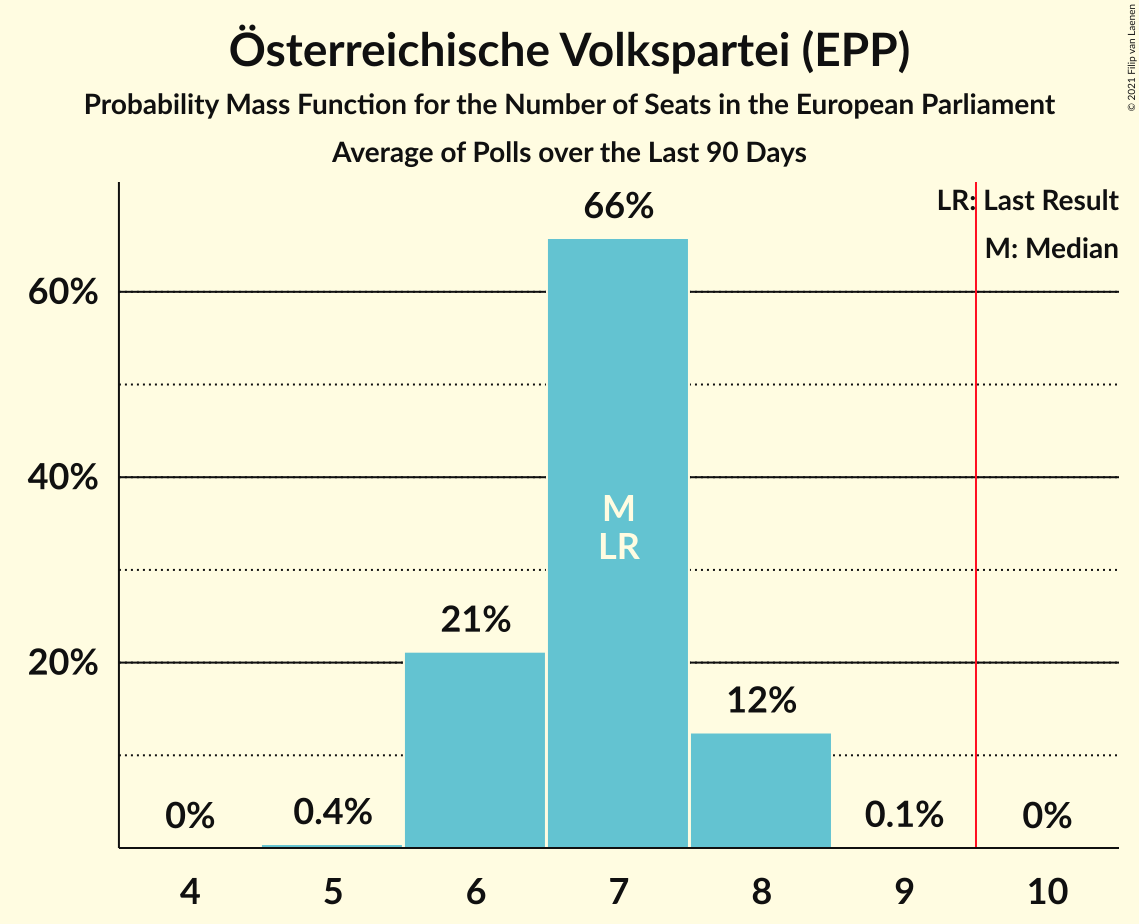 Österreichische Volkspartei (EPP)
Probability Mass Function for the Number of Seats in the European Parliament
Average of Polls over the Last 90 Days
© 2021 Filip van Laenen
LR: Last Result
M: Median
66%
60%
40%
M
LR
21%
20%
12%
0%
0.4%
0.1%
0%
4
5
6
7
8
9
10